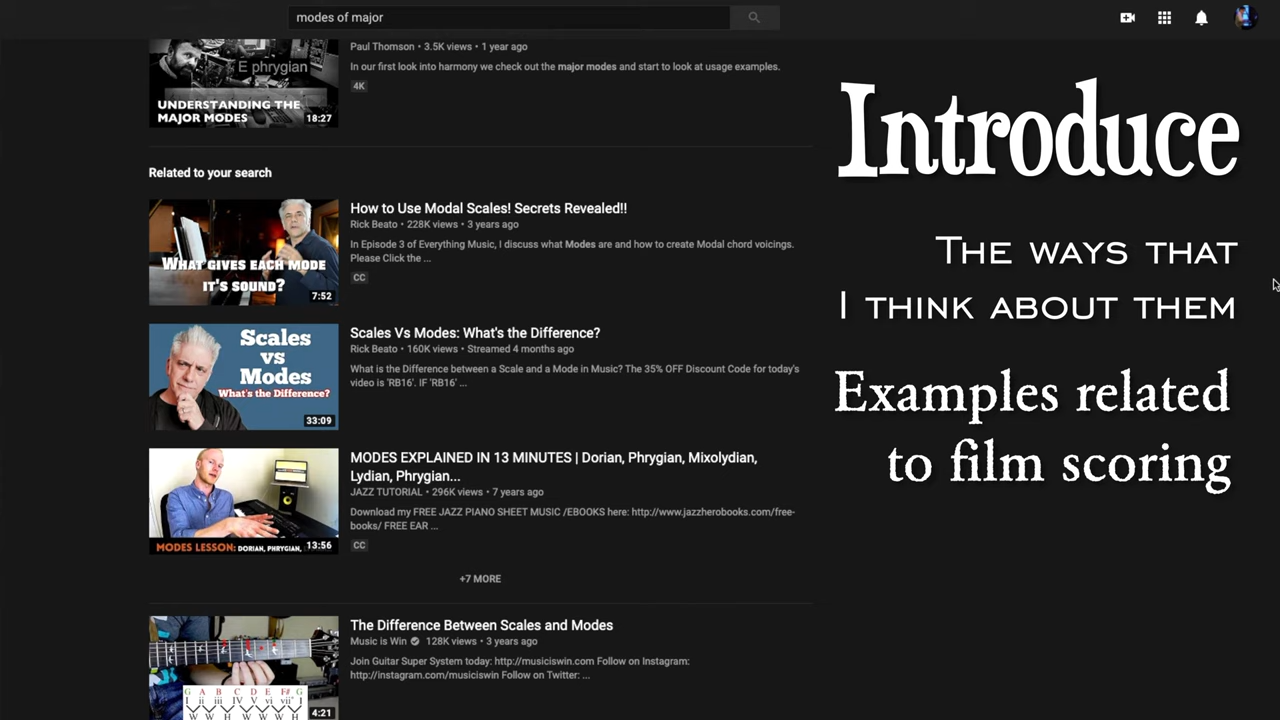 modes of major
Paul Thomson • 3.5K views • 1 year ago
In our first look into harmony we check out the major modes and start to look at usage examples.
4K
E phrygian
UNDERSTANDING THE
MAJOR MODES
18:27
Related to your search
How to Use Modal Scales! Secrets Revealed!!
Rick Beato • 228K views • 3 years ago
In Episode 3 of Everything Music, I discuss what Modes are and how to create Modal chord voicings.
Please Click the ...
CC
WHAT GIVES EACH MODE
IT'S SOUND?
7:52
Scales Vs Modes: What's the Difference?
Rick Beato • 160K views • Streamed 4 months ago
What is the Difference between a Scale and a Mode in Music? The 35% OFF Discount Code for today's
video is 'RB16'. IF 'RB16' ...
Scales
vs
Modes
What's the Difference?
33:09
MODES EXPLAINED IN 13 MINUTES | Dorian, Phrygian, Mixolydian,
Lydian, Phrygian...
JAZZ TUTORIAL • 296K views • 7 years ago
Download my FREE JAZZ PIANO SHEET MUSIC /EBOOKS here: http://www.jazzherobooks.com/free-
books/ FREE EAR ...
CC
MODES LESSON: DORIAN, PHRYGIAN,
13:56
+7 MORE
The Difference Between Scales and Modes
Music is Win 128K views • 3 years ago
Join Guitar Super System today: http://musiciswin.com Follow on Instagram:
http://instagram.com/musiciswin Follow on Twitter: ...
G A B C D E F# G
I ii iii IV V vi vii° I
W W H W W W H
4:21
Introduce
THE WAYS THAT
I THINK ABOUT THEM
Examples related
to film scoring